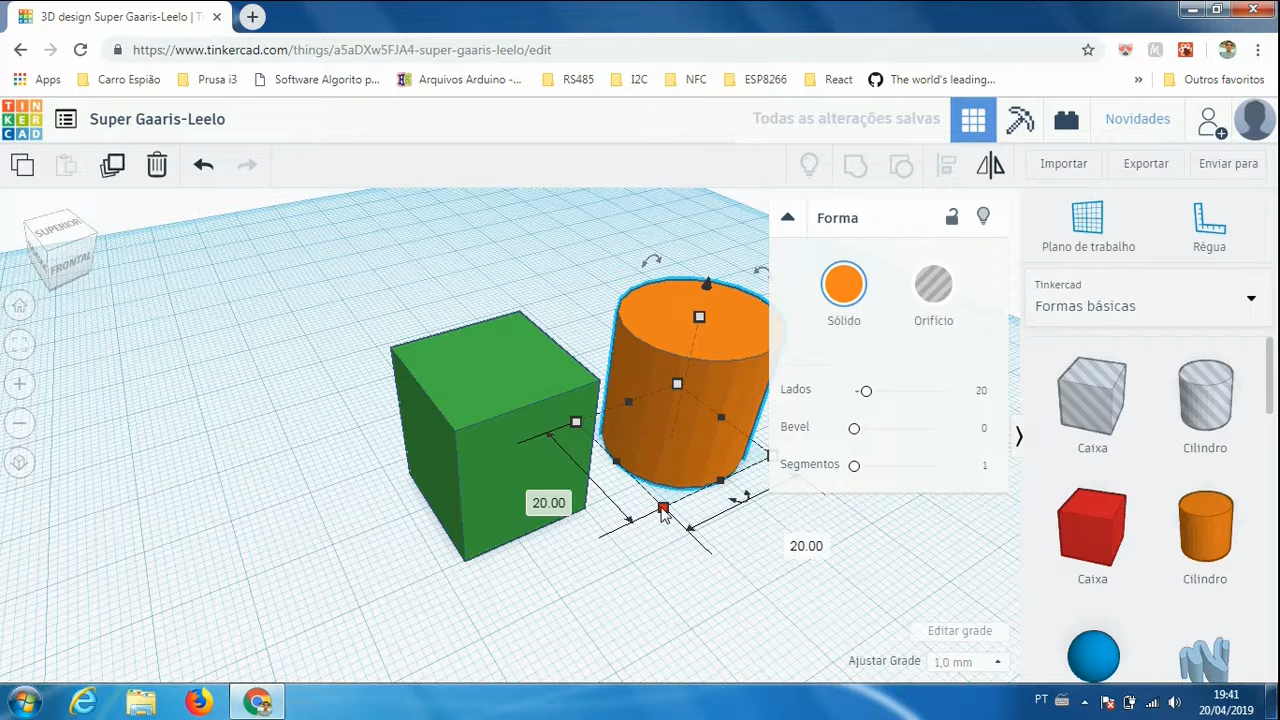 3D design Super Gaaris-Leelo | Ti
https://www.tinkercad.com/things/a5aDXw5FJA4-super-gaaris-leelo/edit
Apps Carro Espião Prusa i3 Software Algorito p... Arquivos Arduino -... RS485 I2C NFC ESP8266 React The world's leading... » Outros favoritos
TIN
KER
CAD
Super Gaaris-Leelo
Todas as alterações salvas
Novidades
Importar
Exportar
Enviar para
SUPERIOR
FRONTAL
Forma
Sólido
Orifício
Lados
20
Bevel
0
Segmentos
1
20.00
20.00
Editar grade
Ajustar Grade
1,0 mm
Plano de trabalho
Régua
Tinkercad
Formas básicas
Caixa
Cilindro
Caixa
Cilindro
PT
19:41
20/04/2019